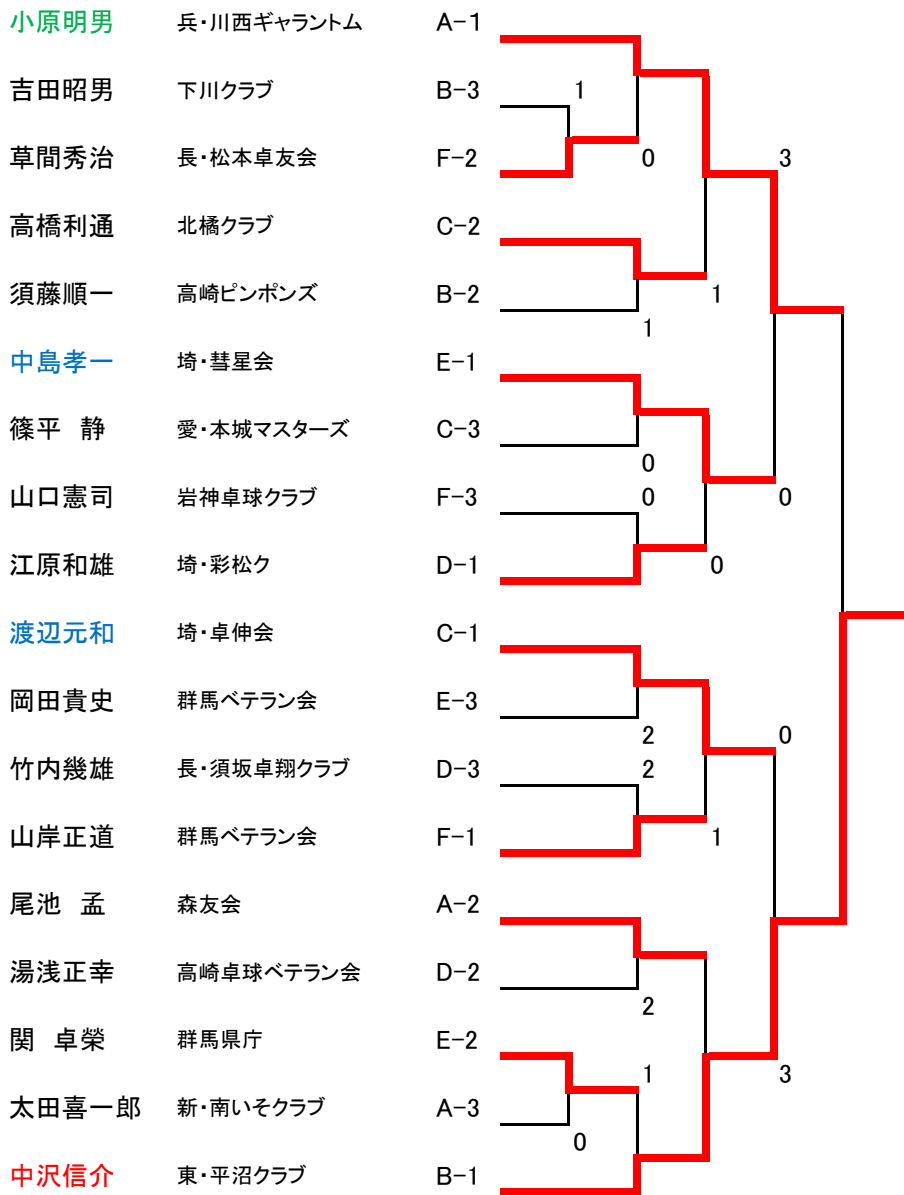 小原明男 兵・川西ギャラントム A-1
吉田昭男 下川クラブ B-3 1
草間秀治 長・松本卓友会 F-2 0 3
高橋利通 北橘クラブ C-2
須藤順一 高崎ピンポンズ B-2 1
1
中島孝一 埼・彗星会 E-1
篠平 静 愛・本城マスターズ C-3
0
山口憲司 岩神卓球クラブ F-3 0 0
江原和雄 埼・彩松ク D-1 0
渡辺元和 埼・卓伸会 C-1
岡田貴史 群馬ベテラン会 E-3
2 0
竹内幾雄 長・須坂卓翔クラブ D-3 2
山岸正道 群馬ベテラン会 F-1 1
尾池 孟 森友会 A-2
湯浅正幸 高崎卓球ベテラン会 D-2
2
関 卓榮 群馬県庁 E-2
1 3
太田喜一郎 新・南いそクラブ A-3
0
中沢信介 東・平沼クラブ B-1